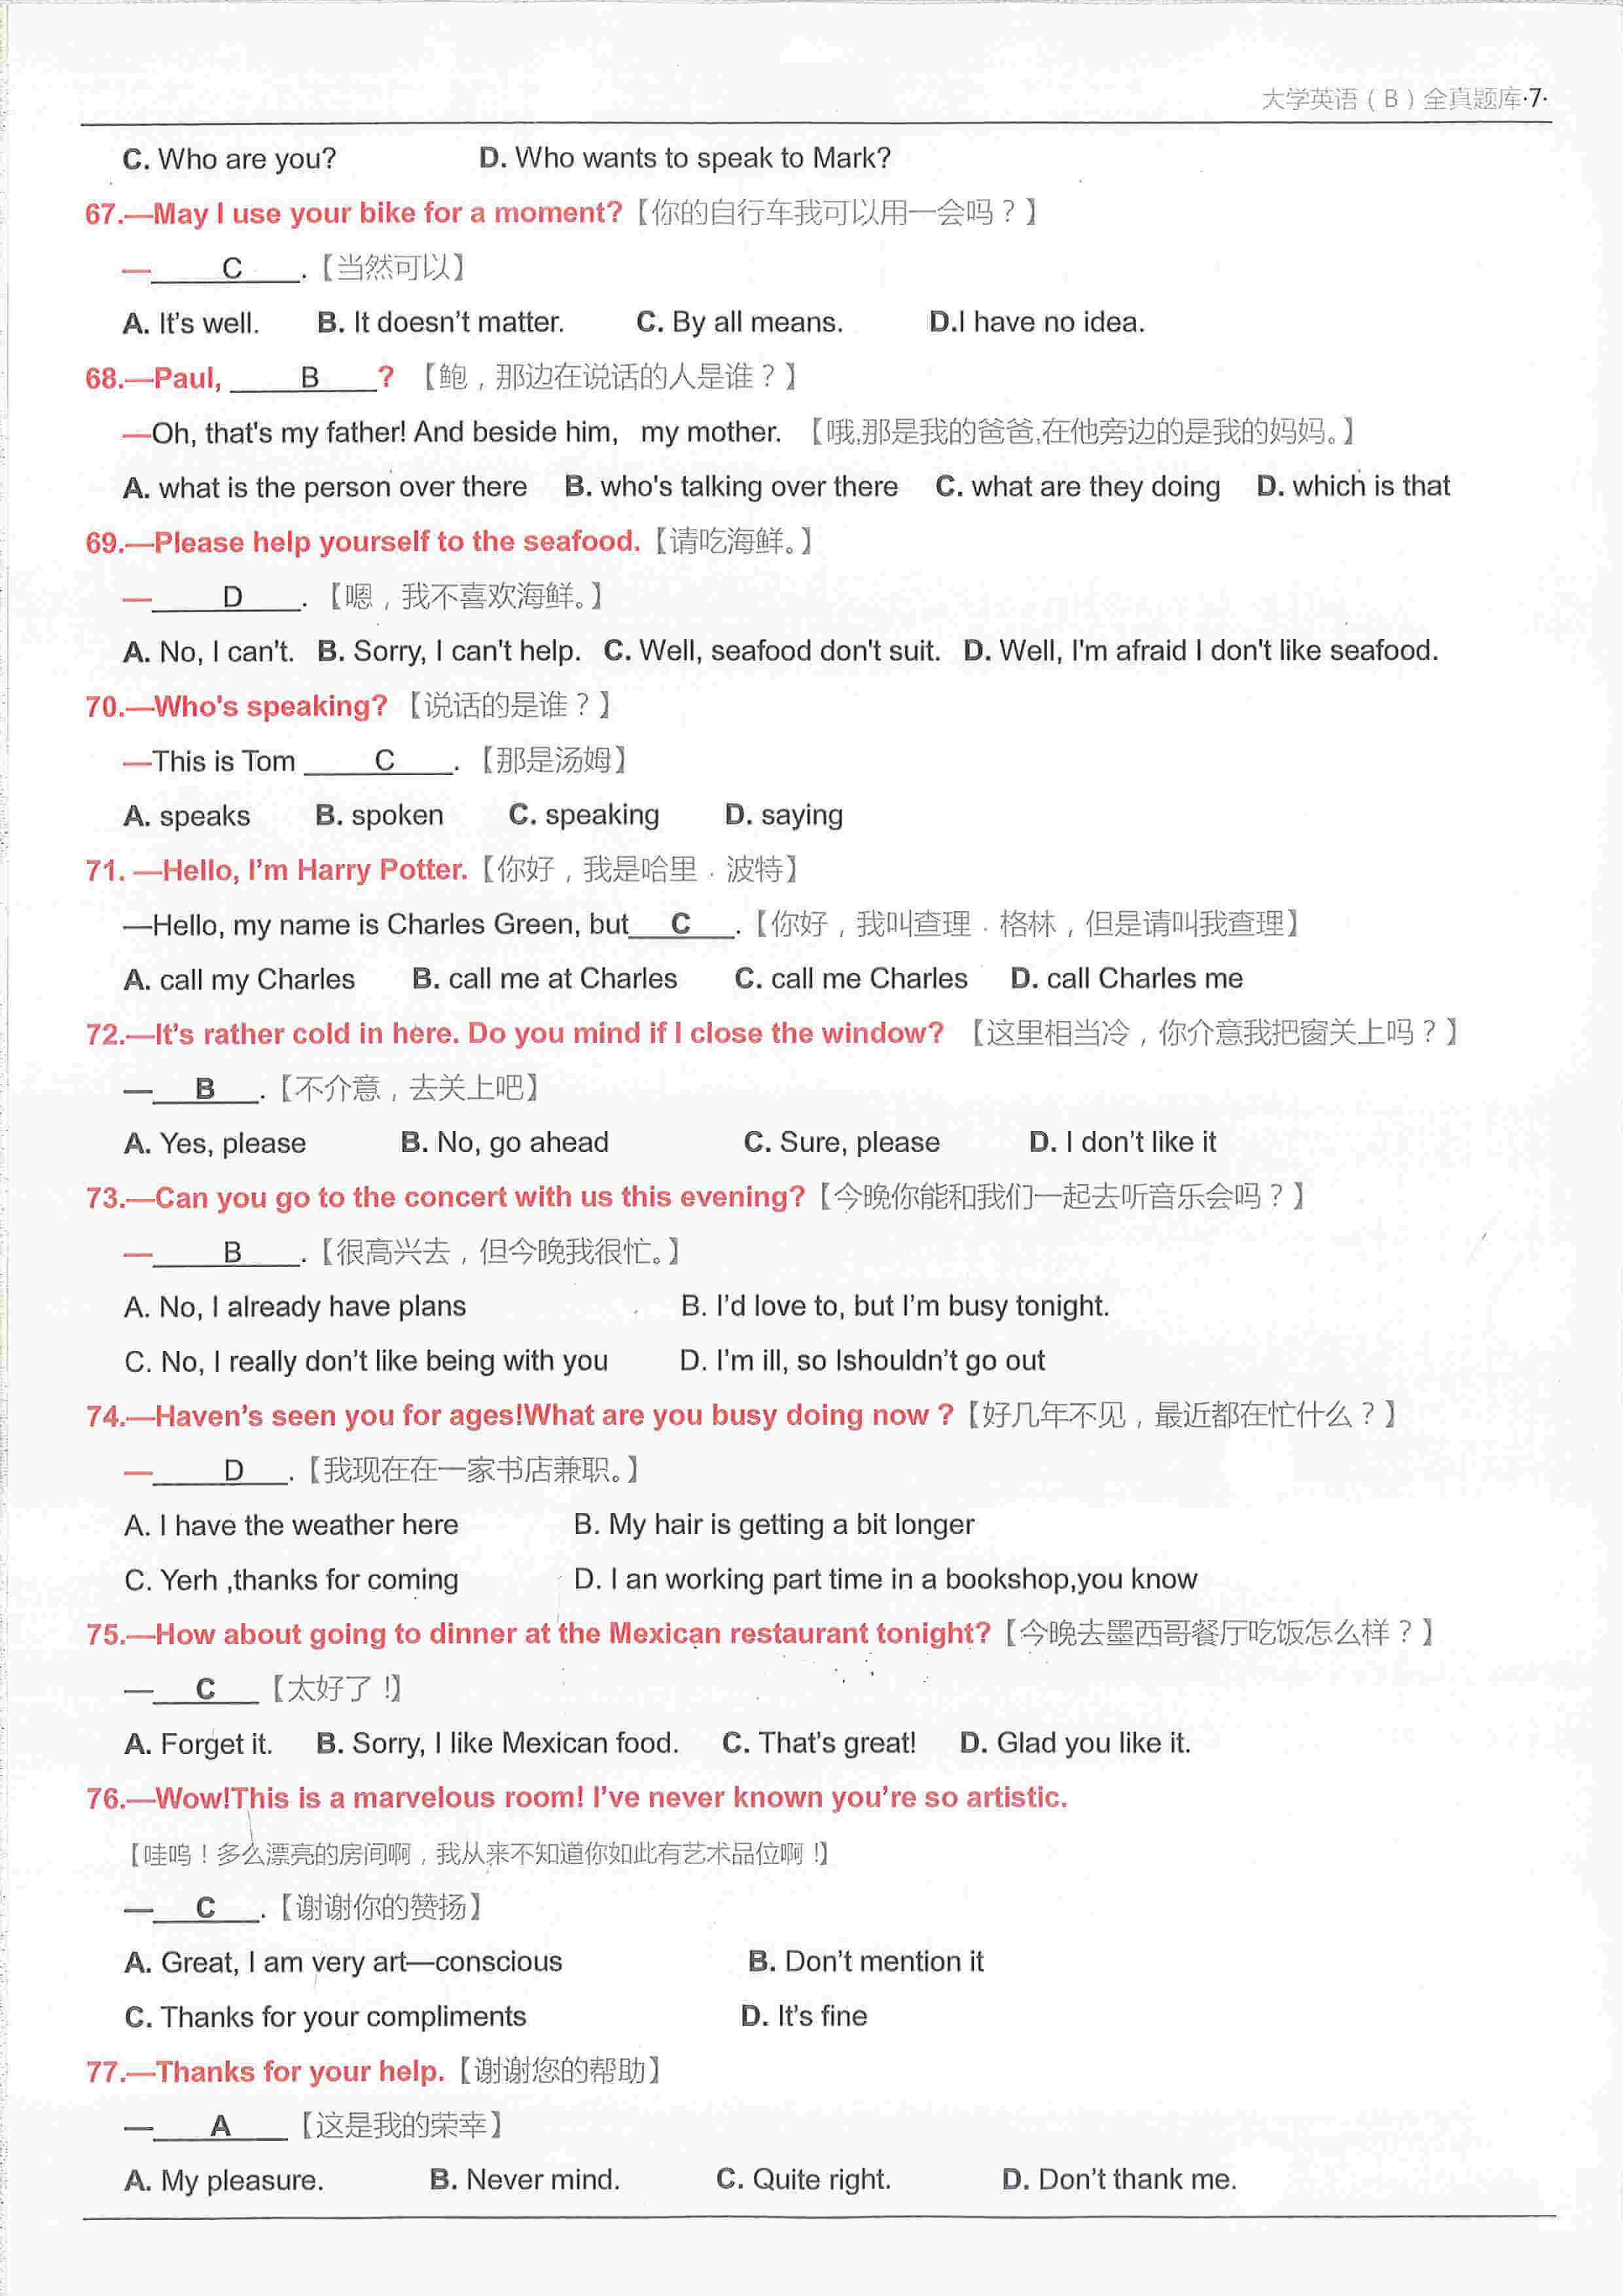 大学英语（B）全真题库·7·
C. Who are you? D. Who wants to speak to Mark?
67.—May I use your bike for a moment?【你的自行车我可以用一会吗？】
—____C____.【当然可以】
A. It's well. B. It doesn't matter. C. By all means. D.I have no idea.
68.—Paul, ____B____? 【鲍，那边在说话的人是谁？】
—Oh, that's my father! And beside him, my mother. 【哦,那是我的爸爸,在他旁边的是我的妈妈。】
A. what is the person over there B. who's talking over there C. what are they doing D. which is that
69.—Please help yourself to the seafood.【请吃海鲜。】
—____D____. 【嗯，我不喜欢海鲜。】
A. No, I can't. B. Sorry, I can't help. C. Well, seafood don't suit. D. Well, I'm afraid I don't like seafood.
70.—Who's speaking? 【说话的是谁？】
—This is Tom ____C____. 【那是汤姆】
A. speaks B. spoken C. speaking D. saying
71. —Hello, I'm Harry Potter.【你好，我是哈里．波特】
—Hello, my name is Charles Green, but__C__.【你好，我叫查理．格林，但是请叫我查理】
A. call my Charles B. call me at Charles C. call me Charles D. call Charles me
72.—It's rather cold in here. Do you mind if I close the window? 【这里相当冷，你介意我把窗关上吗？】
—__B__.【不介意，去关上吧】
A. Yes, please B. No, go ahead C. Sure, please D. I don't like it
73.—Can you go to the concert with us this evening?【今晚你能和我们一起去听音乐会吗？】
—____B____.【很高兴去，但今晚我很忙。】
A. No, I already have plans B. I'd love to, but I'm busy tonight.
C. No, I really don't like being with you D. I'm ill, so Ishouldn't go out
74.—Haven's seen you for ages!What are you busy doing now ?【好几年不见，最近都在忙什么？】
—____D____.【我现在在一家书店兼职。】
A. I have the weather here B. My hair is getting a bit longer
C. Yerh ,thanks for coming D. I an working part time in a bookshop,you know
75.—How about going to dinner at the Mexican restaurant tonight?【今晚去墨西哥餐厅吃饭怎么样？】
—__C__ 【太好了!】
A. Forget it. B. Sorry, I like Mexican food. C. That's great! D. Glad you like it.
76.—Wow!This is a marvelous room! I've never known you're so artistic.
【哇呜！多么漂亮的房间啊，我从来不知道你如此有艺术品位啊!】
—__C__.【谢谢你的赞扬】
A. Great, I am very art—conscious B. Don't mention it
C. Thanks for your compliments D. It's fine
77.—Thanks for your help.【谢谢您的帮助】
—___A___ 【这是我的荣幸】
A. My pleasure. B. Never mind. C. Quite right. D. Don't thank me.